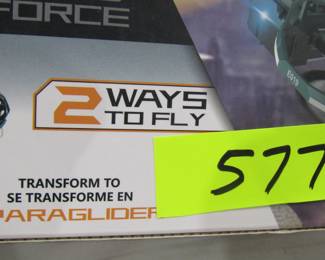 FORCE
2 WAYS
TO FLY
577
TRANSFORM TO
SE TRANSFORME EN
PARAGLIDER